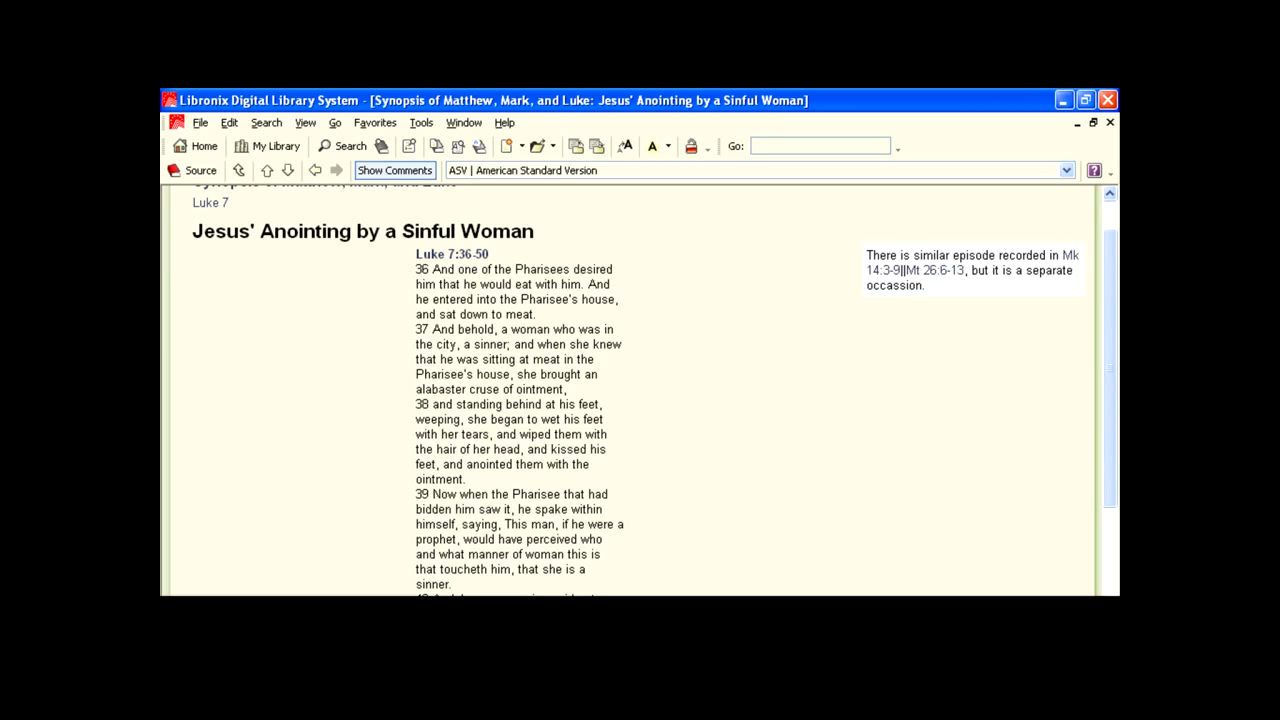 Libronix Digital Library System - [Synopsis of Matthew, Mark, and Luke: Jesus' Anointing by a Sinful Woman]
File Edit Search View Go Favorites Tools Window Help
Home My Library Search A Go:
Source Show Comments ASV | American Standard Version
Synopsis of Matthew, Mark, and Luke
Luke 7
Jesus' Anointing by a Sinful Woman
Luke 7:36-50
36 And one of the Pharisees desired
him that he would eat with him. And
he entered into the Pharisee's house,
and sat down to meat.
37 And behold, a woman who was in
the city, a sinner; and when she knew
that he was sitting at meat in the
Pharisee's house, she brought an
alabaster cruse of ointment,
38 and standing behind at his feet,
weeping, she began to wet his feet
with her tears, and wiped them with
the hair of her head, and kissed his
feet, and anointed them with the
ointment.
39 Now when the Pharisee that had
bidden him saw it, he spake within
himself, saying, This man, if he were a
prophet, would have perceived who
and what manner of woman this is
that toucheth him, that she is a
sinner.
There is similar episode recorded in Mk
14:3-9||Mt 26:6-13, but it is a separate
occassion.